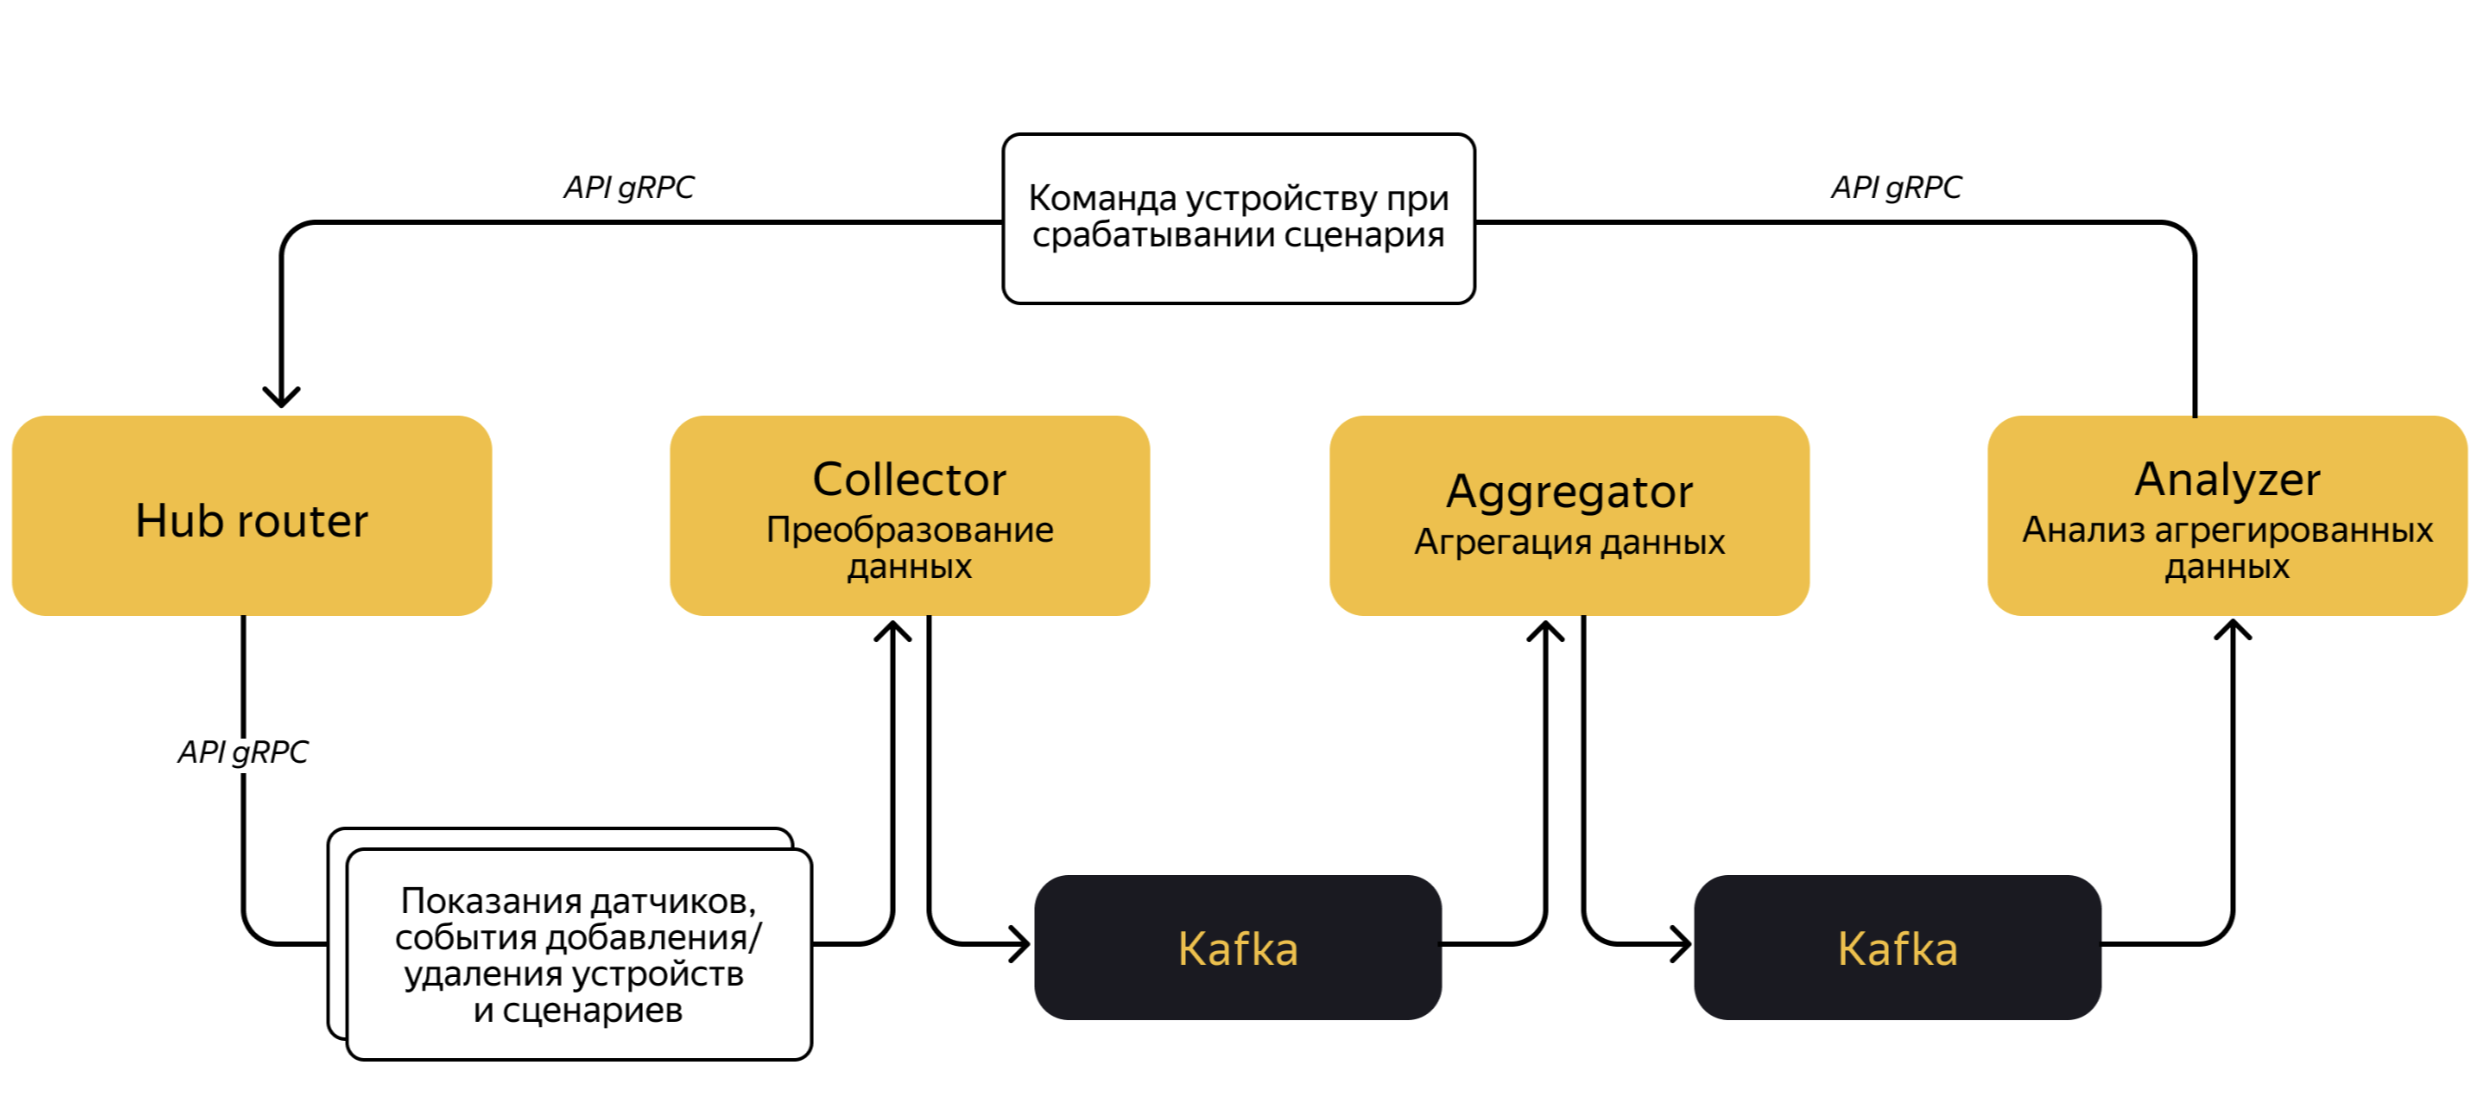 API gRPC
Команда устройству при
срабатывании сценария
API gRPC
Hub router
Collector
Преобразование
данных
Aggregator
Агрегация данных
Analyzer
Анализ агрегированных
данных
API gRPC
Показания датчиков,
события добавления/
удаления устройств
и сценариев
Kafka
Kafka